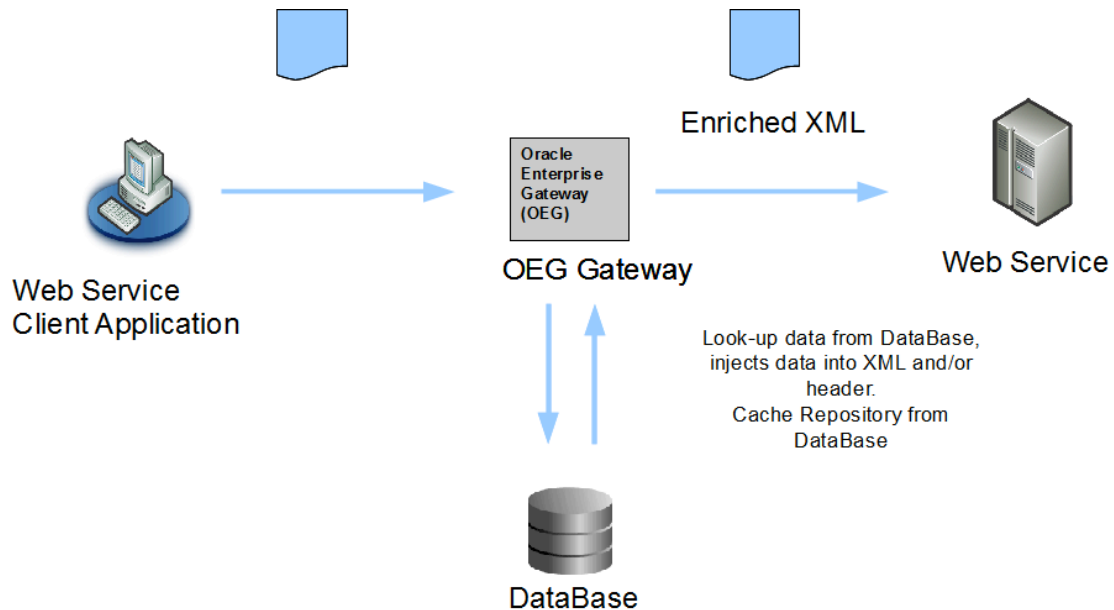 Enriched XML
Oracle
Enterprise
Gateway
(OEG)
OEG Gateway
Web Service
Web Service
Client Application
Look-up data from DataBase,
injects data into XML and/or
header.
Cache Repository from
DataBase
DataBase